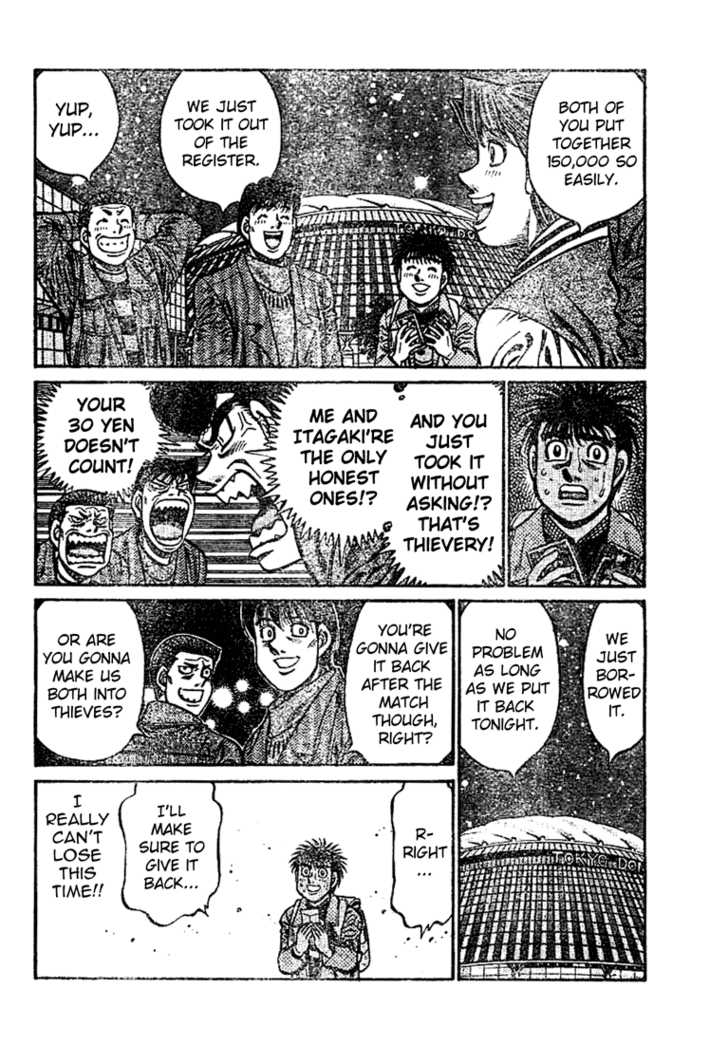 BOTH OF
YOU PUT
TOGETHER
150,000 SO
EASILY.
WE JUST
TOOK IT OUT
OF THE
REGISTER.
YUP,
YUP...
TOKYO DO
AND YOU
JUST
TOOK IT
WITHOUT
ASKING!?
THAT'S
THIEVERY!
ME AND
ITAGAKI'RE
THE ONLY
HONEST
ONES!?
YOUR
30 YEN
DOESN'T
COUNT!
WE
JUST
BOR-
ROWED
IT.
NO
PROBLEM
AS LONG
AS WE PUT
IT BACK
TONIGHT.
TOKYO DO
YOU'RE
GONNA GIVE
IT BACK
AFTER THE
MATCH
THOUGH,
RIGHT?
OR ARE
YOU GONNA
MAKE US
BOTH INTO
THIEVES?
R-
RIGHT
...
I'LL
MAKE
SURE TO
GIVE IT
BACK...
I
REALLY
CAN'T
LOSE
THIS
TIME!!